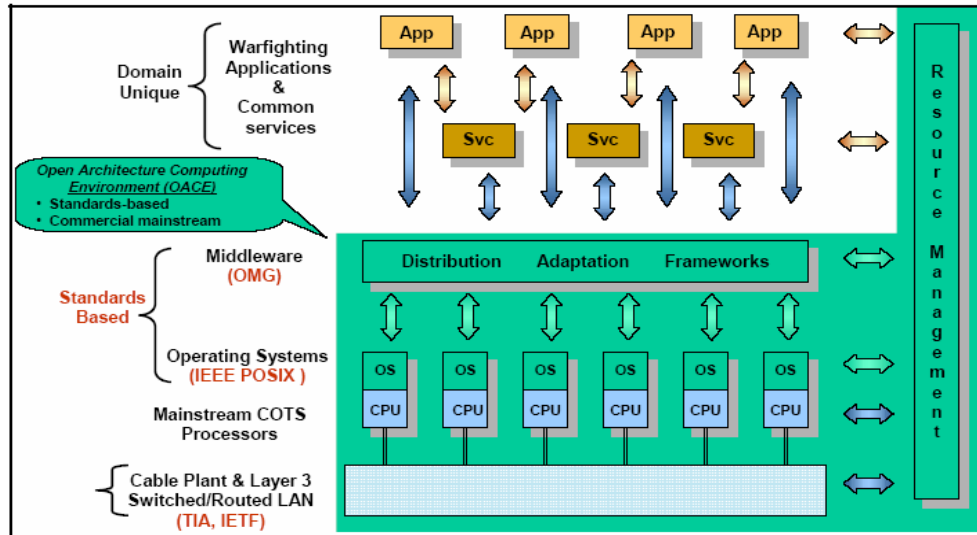 App App App App
Warfighting
Applications
&
Common
services
Domain
Unique
Svc Svc Svc
Open Architecture Computing
Environment (OACE)
• Standards-based
• Commercial mainstream
Middleware
(OMG)
Distribution Adaptation Frameworks
Standards
Based
Operating Systems
(IEEE POSIX )
OS OS OS OS OS OS
Mainstream COTS
Processors
CPU CPU CPU CPU CPU CPU
Cable Plant & Layer 3
Switched/Routed LAN
(TIA, IETF)
Resource Management